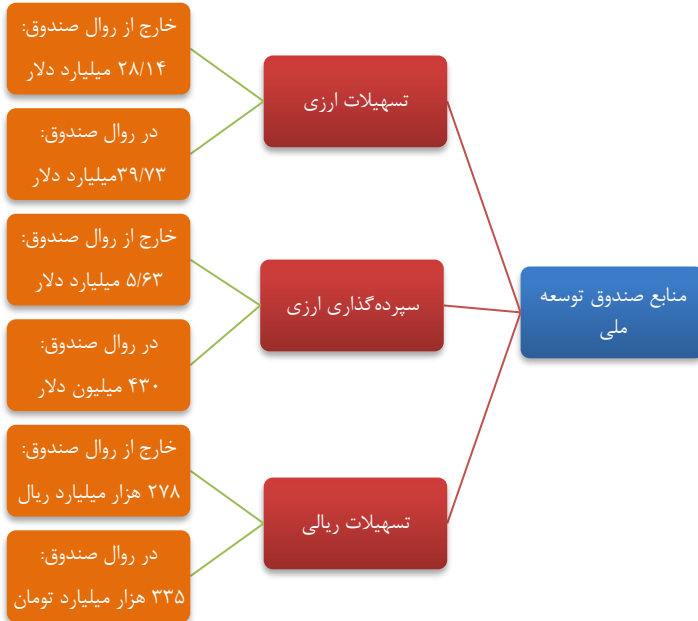 منابع صندوق توسعه
ملی
تسهیلات ارزی
خارج از روال صندوق:
۲۸/۱۴ میلیارد دلار
در روال صندوق:
۳۹/۷۳میلیارد دلار
سپرده‌گذاری ارزی
خارج از روال صندوق:
۵/۶۳ میلیارد دلار
در روال صندوق:
۴۳۰ میلیون دلار
تسهیلات ریالی
خارج از روال صندوق:
۲۷۸ هزار میلیارد ریال
در روال صندوق:
۳۳۵ هزار میلیارد تومان